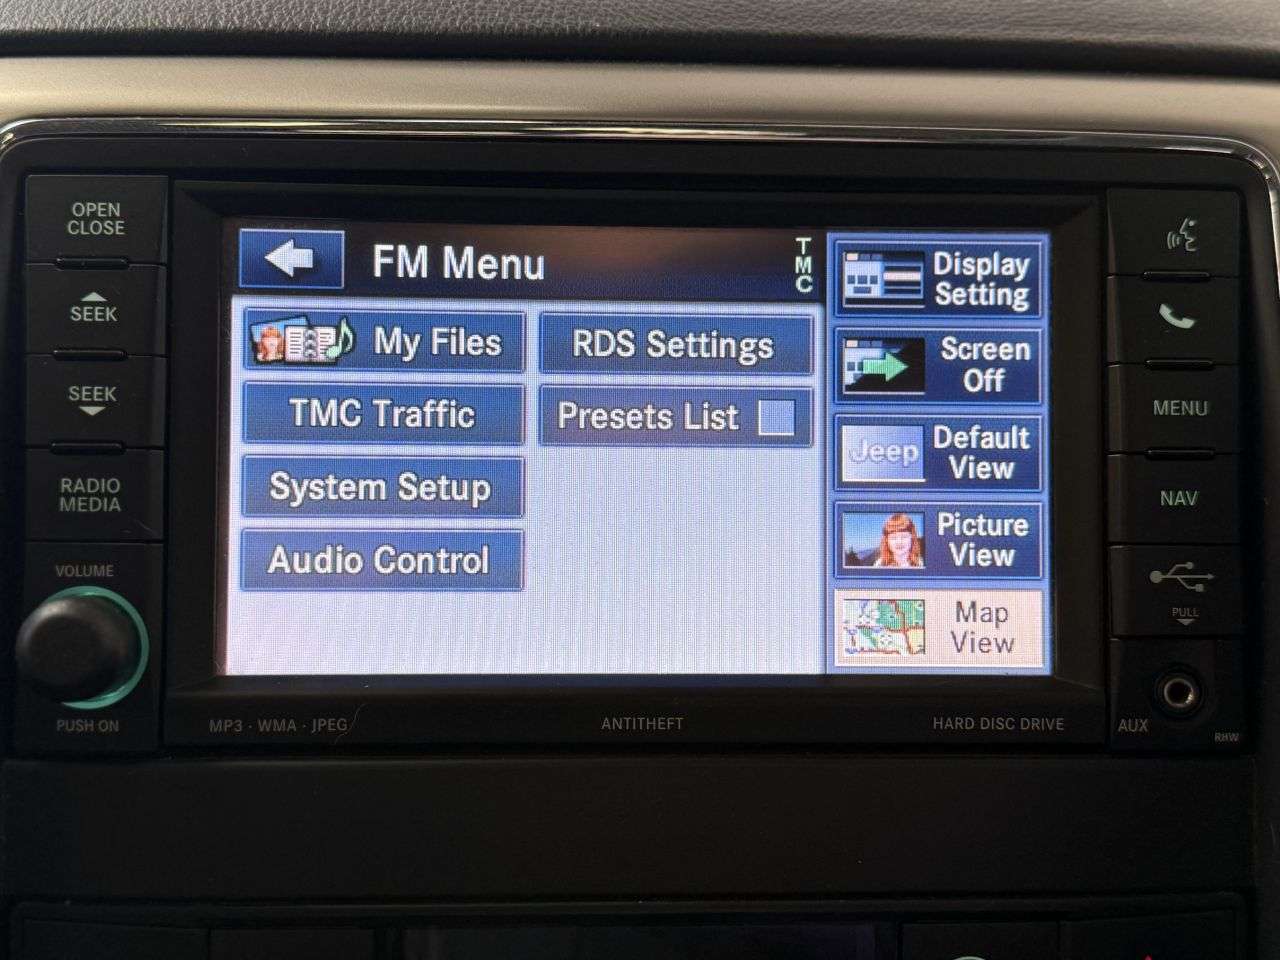 OPEN
CLOSE
SEEK
SEEK
RADIO
MEDIA
VOLUME
PUSH ON
FM Menu
TMC
My Files
RDS Settings
TMC Traffic
Presets List
System Setup
Audio Control
Display
Setting
Screen
Off
Jeep
Default
View
Picture
View
Map
View
MENU
NAV
PULL
AUX
RHW
MP3 · WMA · JPEG
ANTITHEFT
HARD DISC DRIVE